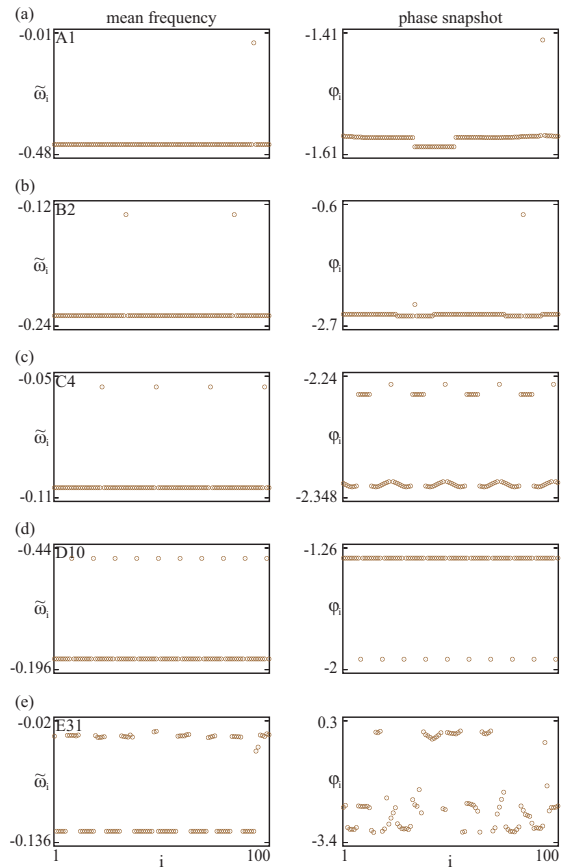 (a) mean frequency phase snapshot
-0.01 A1 -1.41
ω̃i φi
-0.48 -1.61
(b)
-0.12 B2 -0.6
ω̃i φi
-0.24 -2.7
(c)
-0.05 C4 -2.24
ω̃i φi
-0.11 -2.348
(d)
-0.44 D10 -1.26
ω̃i φi
-0.196 -2
(e)
-0.02 E31 0.3
ω̃i φi
-0.136 -3.4
1 i 100 1 i 100